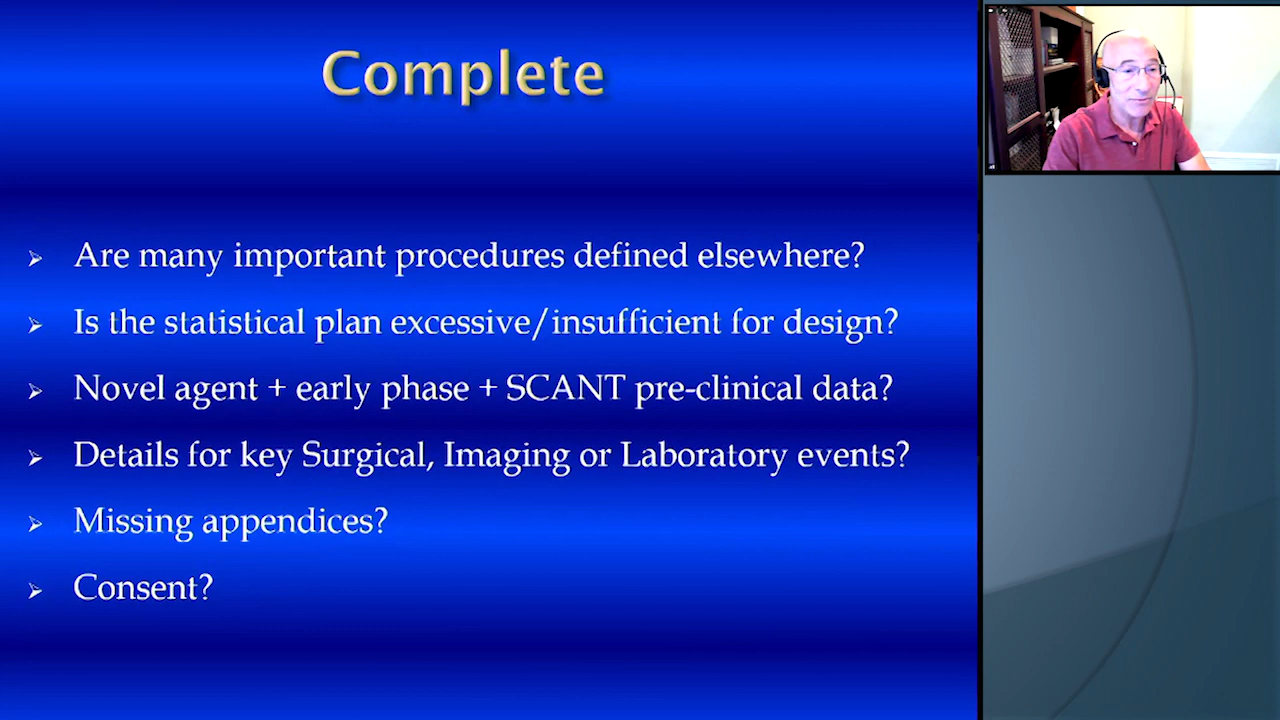 Complete
Are many important procedures defined elsewhere?
Is the statistical plan excessive/insufficient for design?
Novel agent + early phase + SCANT pre-clinical data?
Details for key Surgical, Imaging or Laboratory events?
Missing appendices?
Consent?